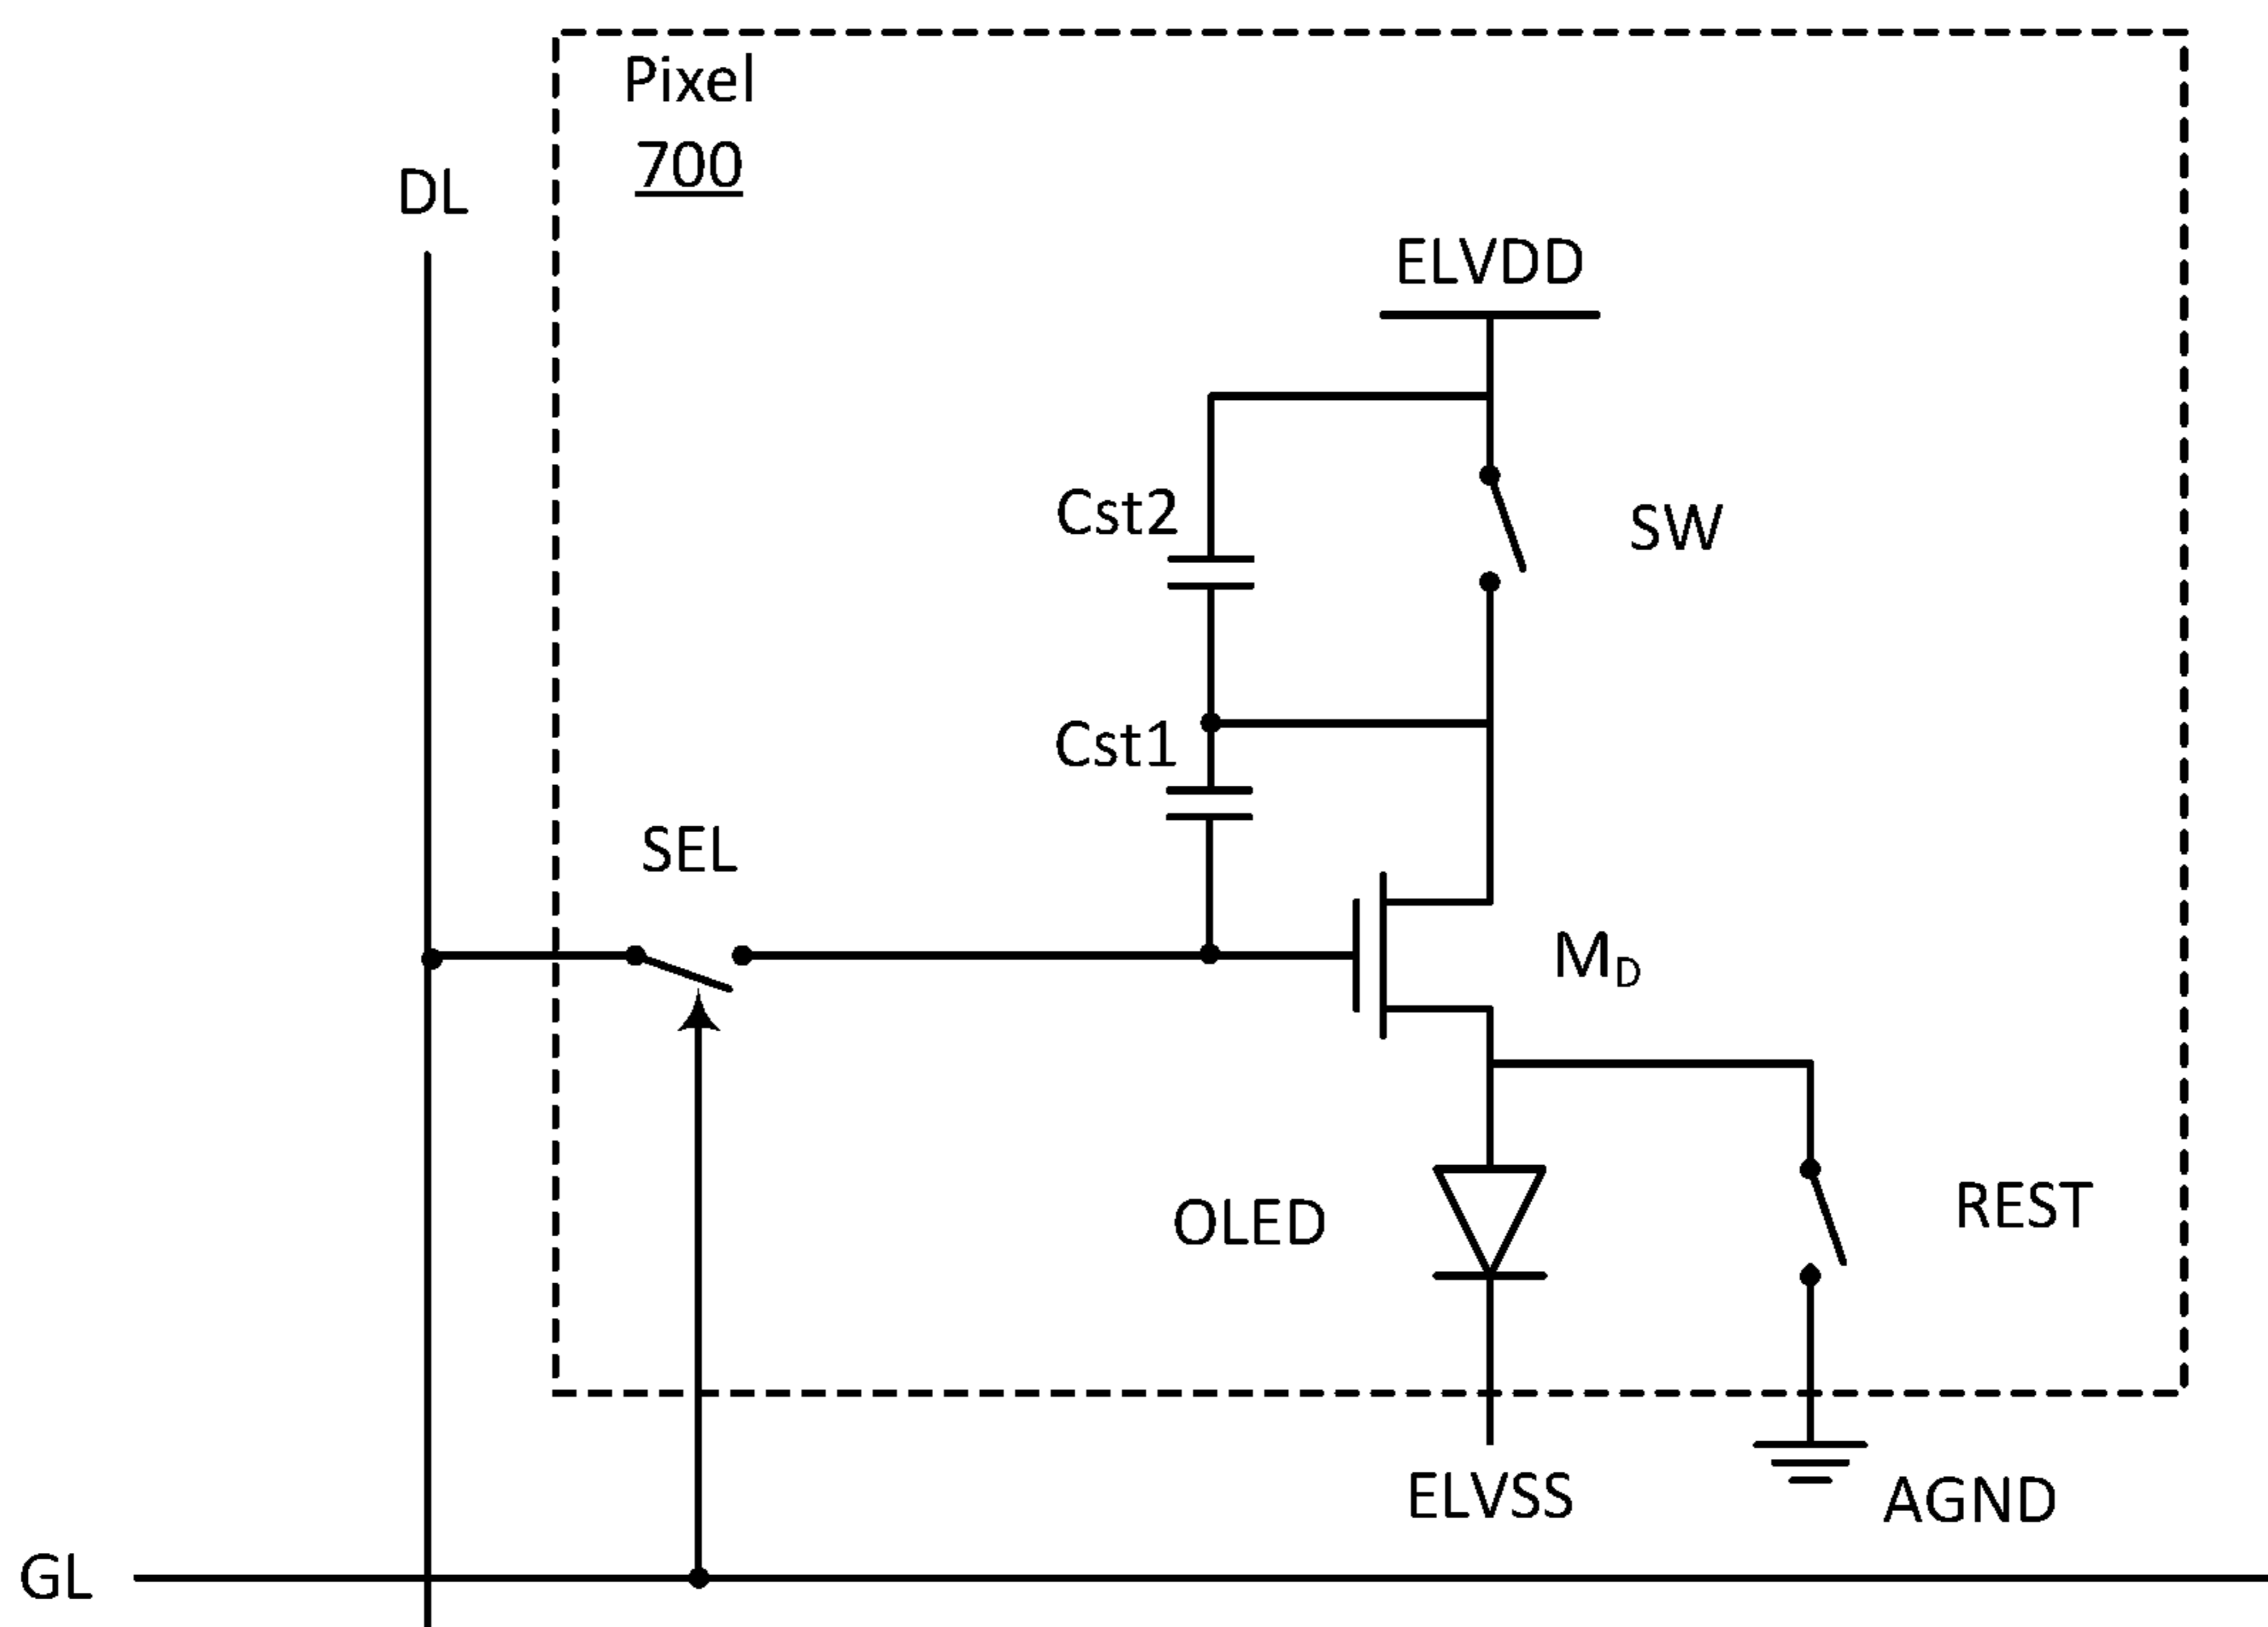 Pixel
700
DL
ELVDD
Cst2
SW
Cst1
SEL
MD
OLED
REST
ELVSS
AGND
GL